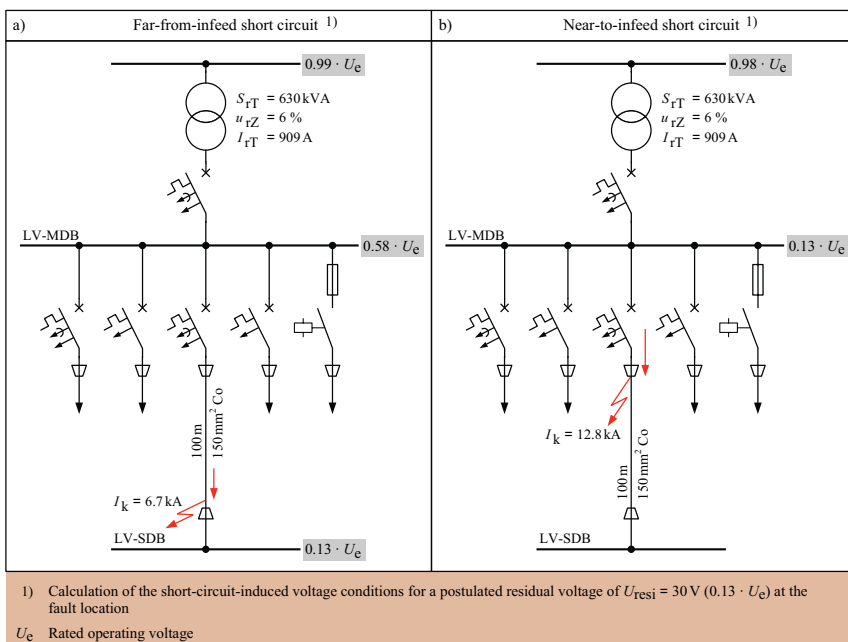 a) Far-from-infeed short circuit 1)
0.99 · Ue
SrT = 630 kVA
urZ = 6 %
IrT = 909 A
LV-MDB
0.58 · Ue
100 m
150 mm² Co
Ik = 6.7 kA
LV-SDB
0.13 · Ue
b) Near-to-infeed short circuit 1)
0.98 · Ue
SrT = 630 kVA
urZ = 6 %
IrT = 909 A
LV-MDB
0.13 · Ue
Ik = 12.8 kA
100 m
150 mm² Co
LV-SDB
1) Calculation of the short-circuit-induced voltage conditions for a postulated residual voltage of Uresi = 30 V (0.13 · Ue) at the
fault location
Ue Rated operating voltage